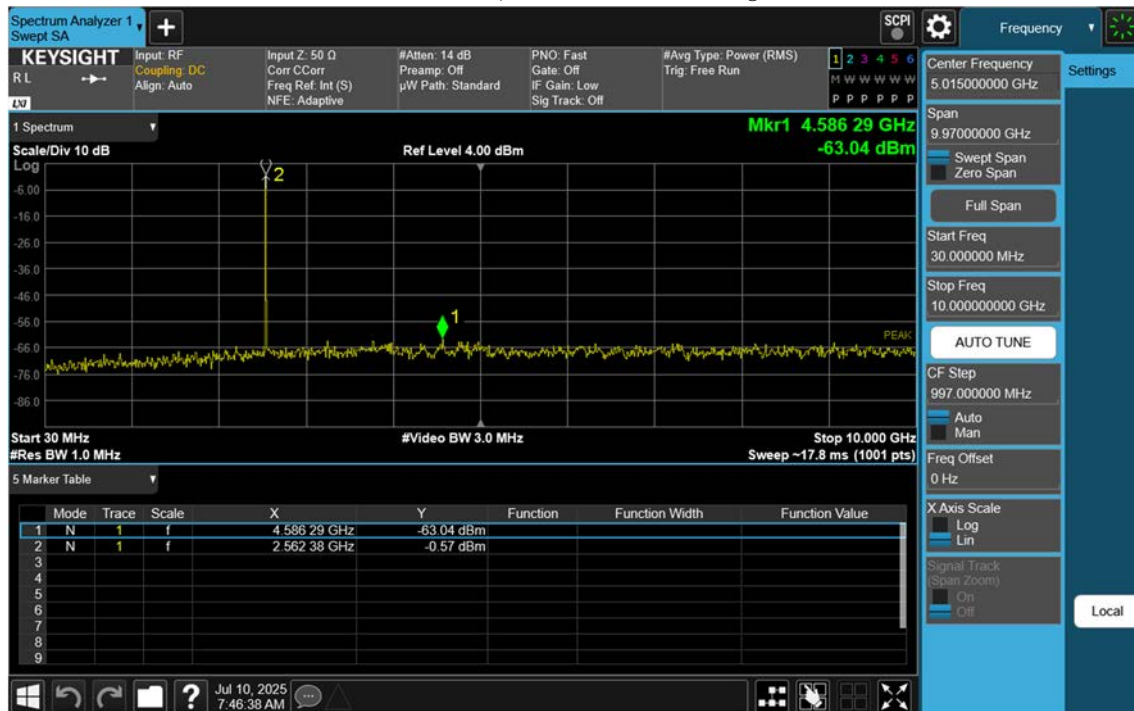 Spectrum Analyzer 1
Swept SA
+
SCPI
Frequency
KEYSIGHT
RL
LXI
Input: RF
Coupling: DC
Align: Auto
Input Z: 50 Ω
Corr CCorr
Freq Ref: Int (S)
NFE: Adaptive
#Atten: 14 dB
Preamp: Off
µW Path: Standard
PNO: Fast
Gate: Off
IF Gain: Low
Sig Track: Off
#Avg Type: Power (RMS)
Trig: Free Run
1 2 3 4 5 6
M W W W W W
P P P P P P
1 Spectrum
Scale/Div 10 dB
Ref Level 4.00 dBm
Mkr1 4.586 29 GHz
-63.04 dBm
Log
-6.00
-16.0
-26.0
-36.0
-46.0
-56.0
-66.0
-76.0
-86.0
2
1
PEAK
Start 30 MHz
#Video BW 3.0 MHz
Stop 10.000 GHz
#Res BW 1.0 MHz
Sweep ~17.8 ms (1001 pts)
5 Marker Table
Mode Trace Scale X Y Function Function Width Function Value
1 N 1 f 4.586 29 GHz -63.04 dBm
2 N 1 f 2.562 38 GHz -0.57 dBm
3
4
5
6
7
8
9
?
Jul 10, 2025
7:46:38 AM
Center Frequency
5.015000000 GHz
Settings
Span
9.97000000 GHz
Swept Span
Zero Span
Full Span
Start Freq
30.000000 MHz
Stop Freq
10.000000000 GHz
AUTO TUNE
CF Step
997.000000 MHz
Auto
Man
Freq Offset
0 Hz
X Axis Scale
Log
Lin
Signal Track
(Span Zoom)
On
Off
Local